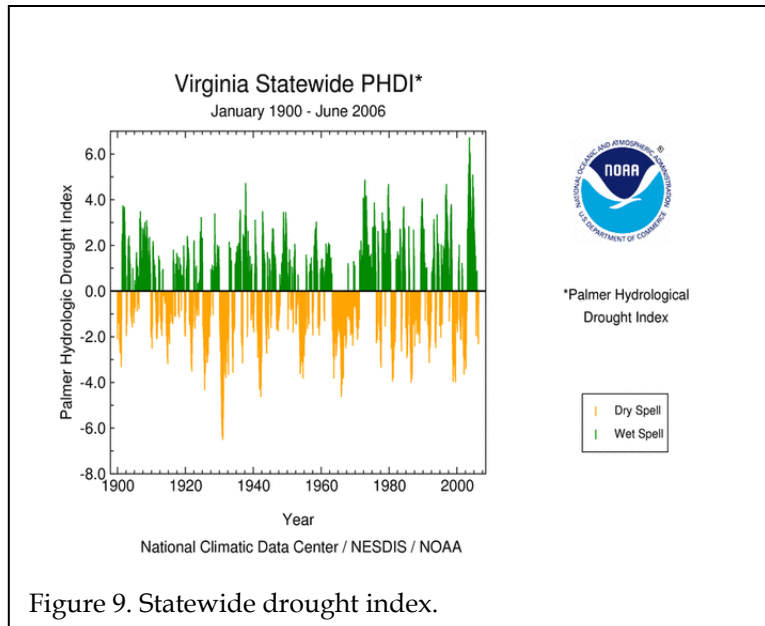 Virginia Statewide PHDI*
January 1900 - June 2006
Palmer Hydrologic Drought Index
6.0
4.0
2.0
0.0
-2.0
-4.0
-6.0
-8.0
1900 1920 1940 1960 1980 2000
Year
National Climatic Data Center / NESDIS / NOAA
NATIONAL OCEANIC AND ATMOSPHERIC ADMINISTRATION
®
NOAA
U.S. DEPARTMENT OF COMMERCE
*Palmer Hydrological
Drought Index
Dry Spell
Wet Spell
Figure 9. Statewide drought index.